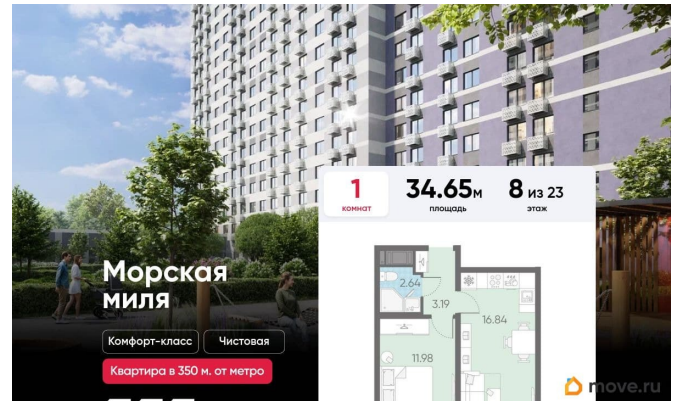 1
комнат
34.65м
площадь
8 из 23
этаж
Морская
миля
Комфорт-класс
Чистовая
Квартира в 350 м. от метро
2.64
3.19
16.84
11.98
move.ru